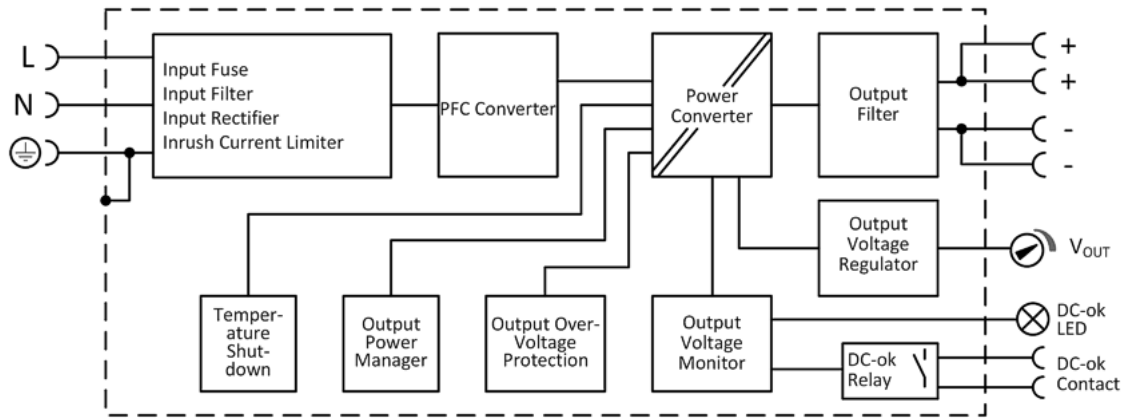 L
N
Input Fuse
Input Filter
Input Rectifier
Inrush Current Limiter
PFC Converter
Power
Converter
Output
Filter
+
+
-
-
Output
Voltage
Regulator
VOUT
Temper-
ature
Shut-
down
Output
Power
Manager
Output Over-
Voltage
Protection
Output
Voltage
Monitor
DC-ok
LED
DC-ok
Relay
DC-ok
Contact